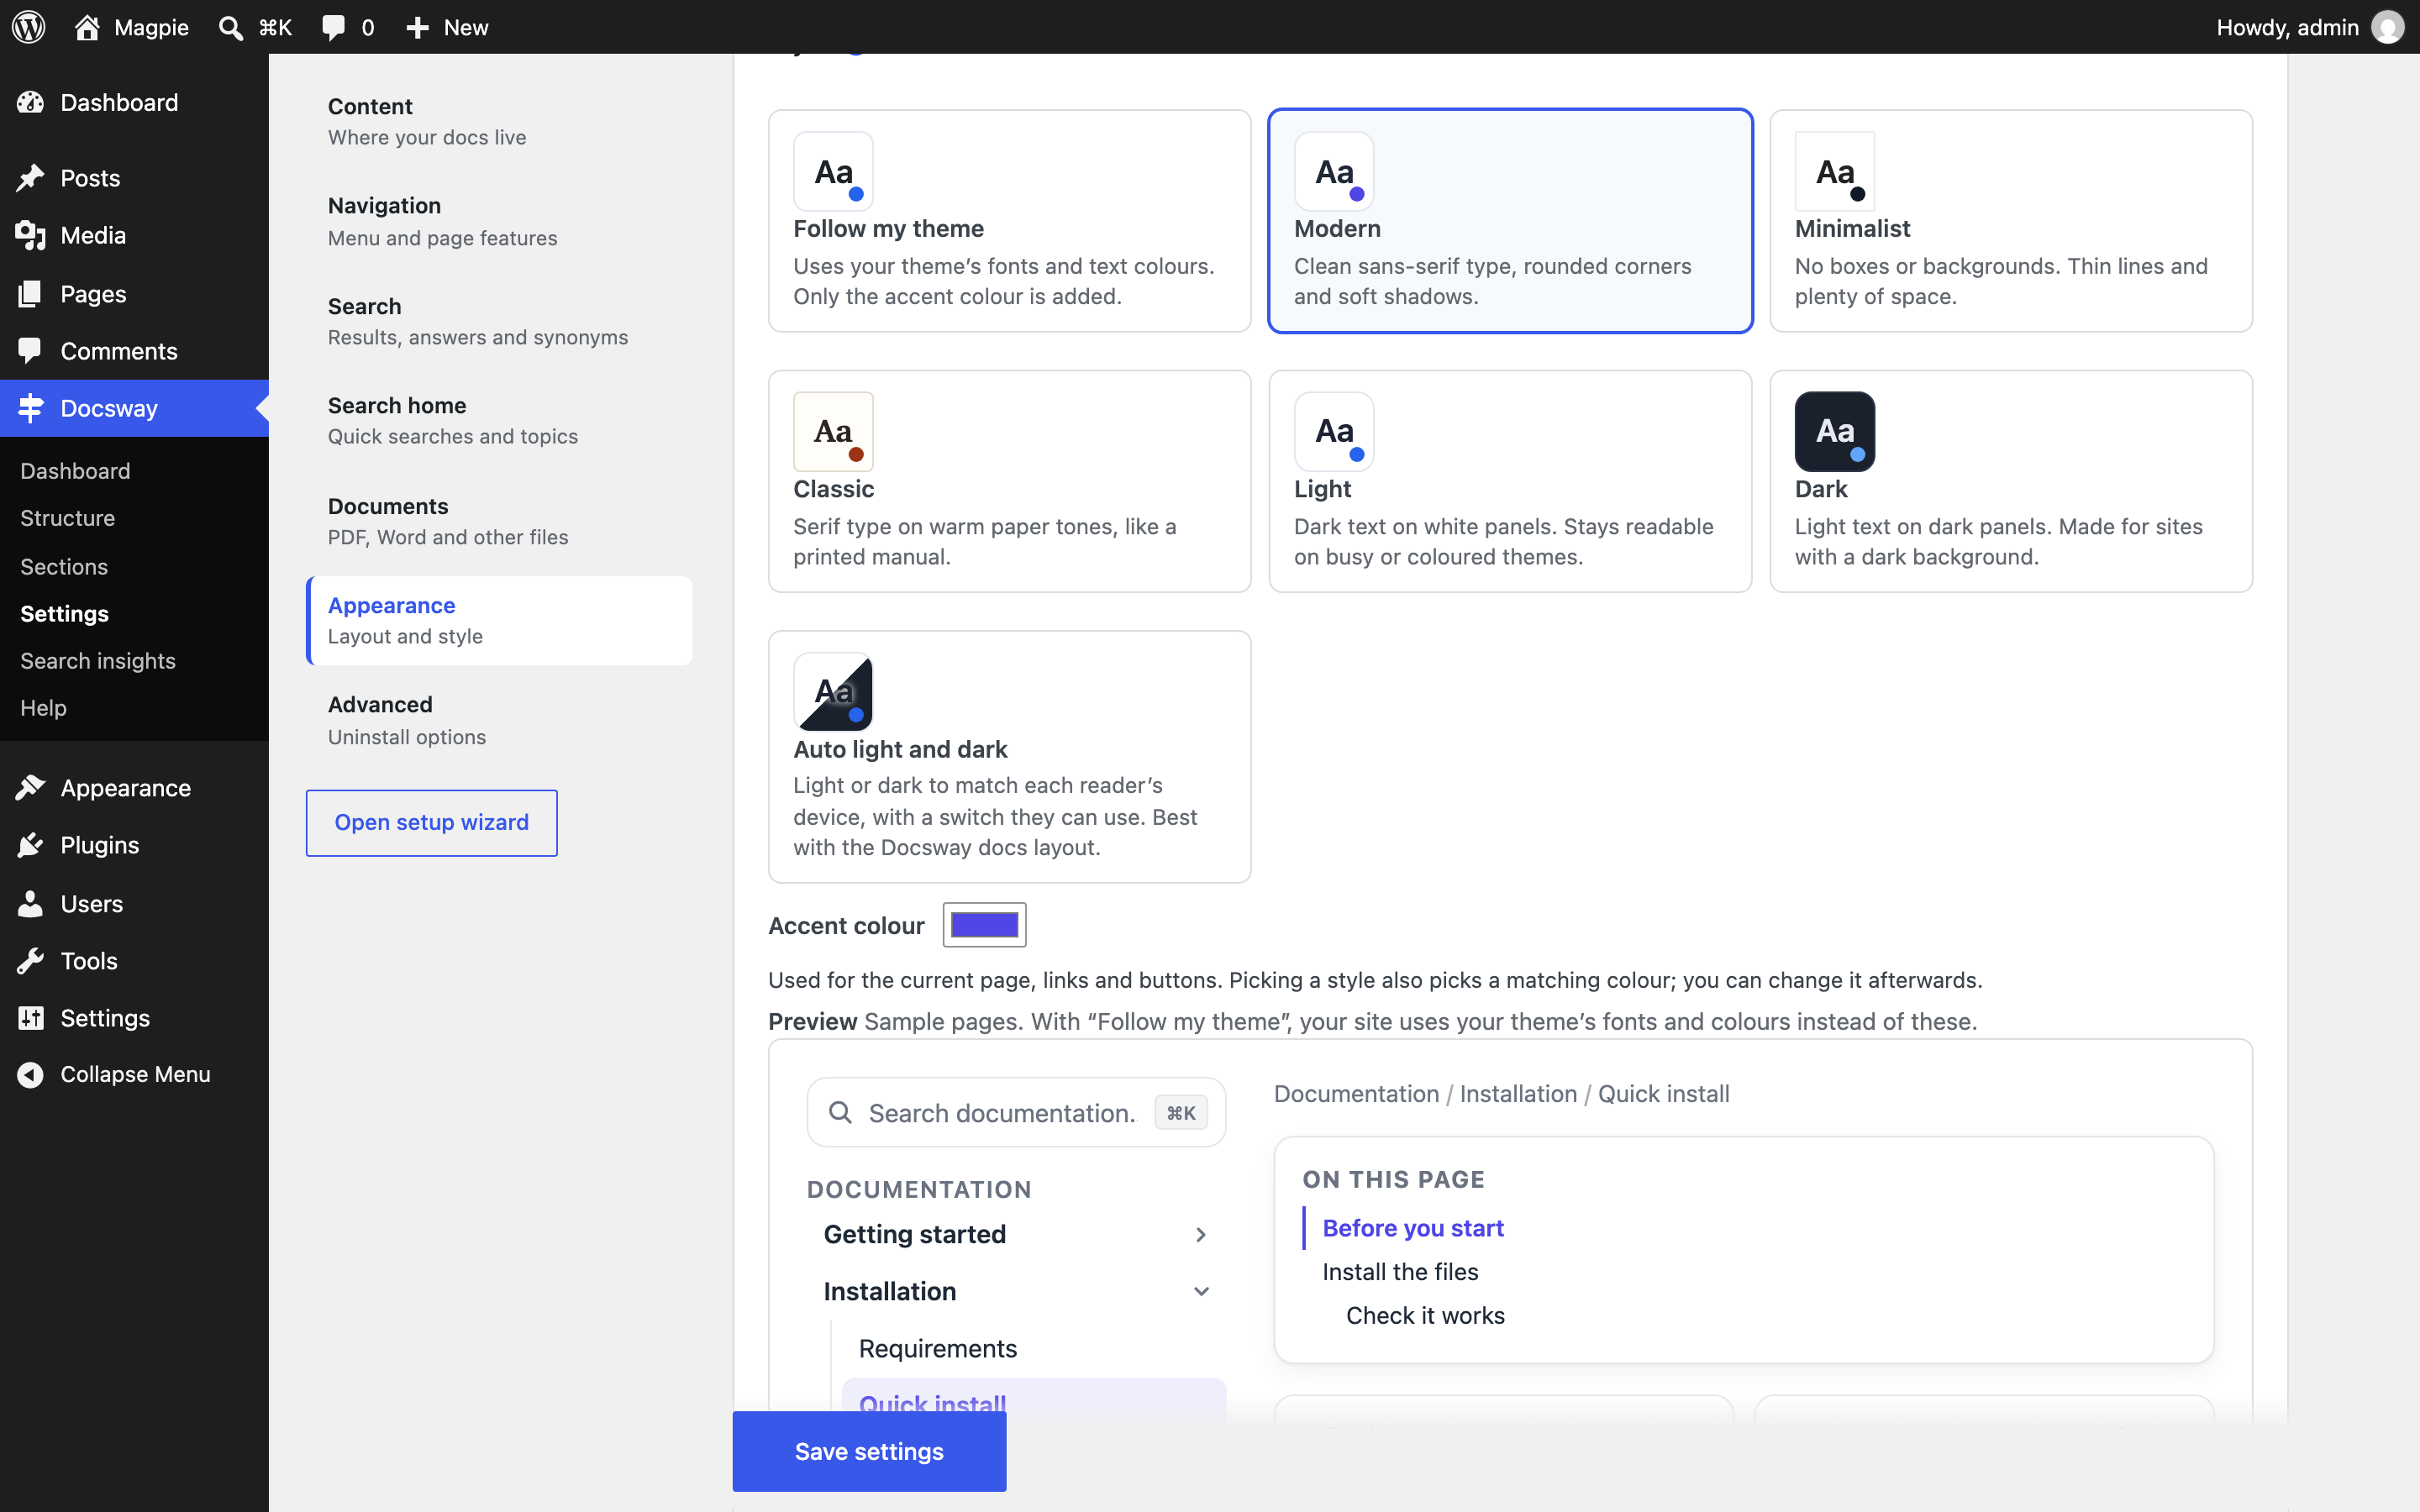 Magpie
⌘K
0
New
Howdy, admin
Dashboard
Posts
Media
Pages
Comments
Docsway
Dashboard
Structure
Sections
Settings
Search insights
Help
Appearance
Plugins
Users
Tools
Settings
Collapse Menu
Content
Where your docs live
Navigation
Menu and page features
Search
Results, answers and synonyms
Search home
Quick searches and topics
Documents
PDF, Word and other files
Appearance
Layout and style
Advanced
Uninstall options
Open setup wizard
Aa
Follow my theme
Uses your theme’s fonts and text colours.
Only the accent colour is added.
Aa
Modern
Clean sans-serif type, rounded corners
and soft shadows.
Aa
Minimalist
No boxes or backgrounds. Thin lines and
plenty of space.
Aa
Classic
Serif type on warm paper tones, like a
printed manual.
Aa
Light
Dark text on white panels. Stays readable
on busy or coloured themes.
Aa
Dark
Light text on dark panels. Made for sites
with a dark background.
Aa
Auto light and dark
Light or dark to match each reader’s
device, with a switch they can use. Best
with the Docsway docs layout.
Accent colour
Used for the current page, links and buttons. Picking a style also picks a matching colour; you can change it afterwards.
Preview Sample pages. With “Follow my theme”, your site uses your theme’s fonts and colours instead of these.
Search documentation.
⌘K
DOCUMENTATION
Getting started
Installation
Requirements
Quick install
Documentation / Installation / Quick install
ON THIS PAGE
Before you start
Install the files
Check it works
Save settings